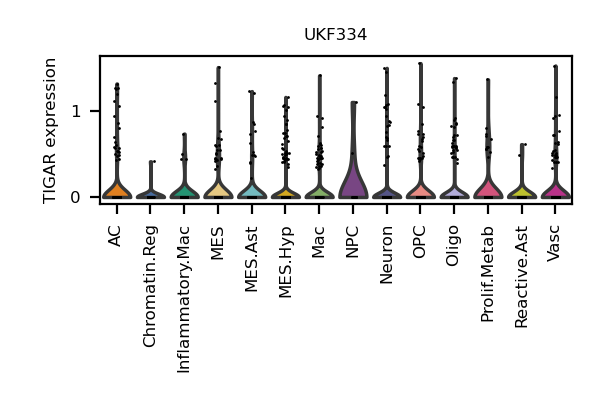 UKF334
TIGAR expression
1
0
AC
Chromatin.Reg
Inflammatory.Mac
MES
MES.Ast
MES.Hyp
Mac
NPC
Neuron
OPC
Oligo
Prolif.Metab
Reactive.Ast
Vasc